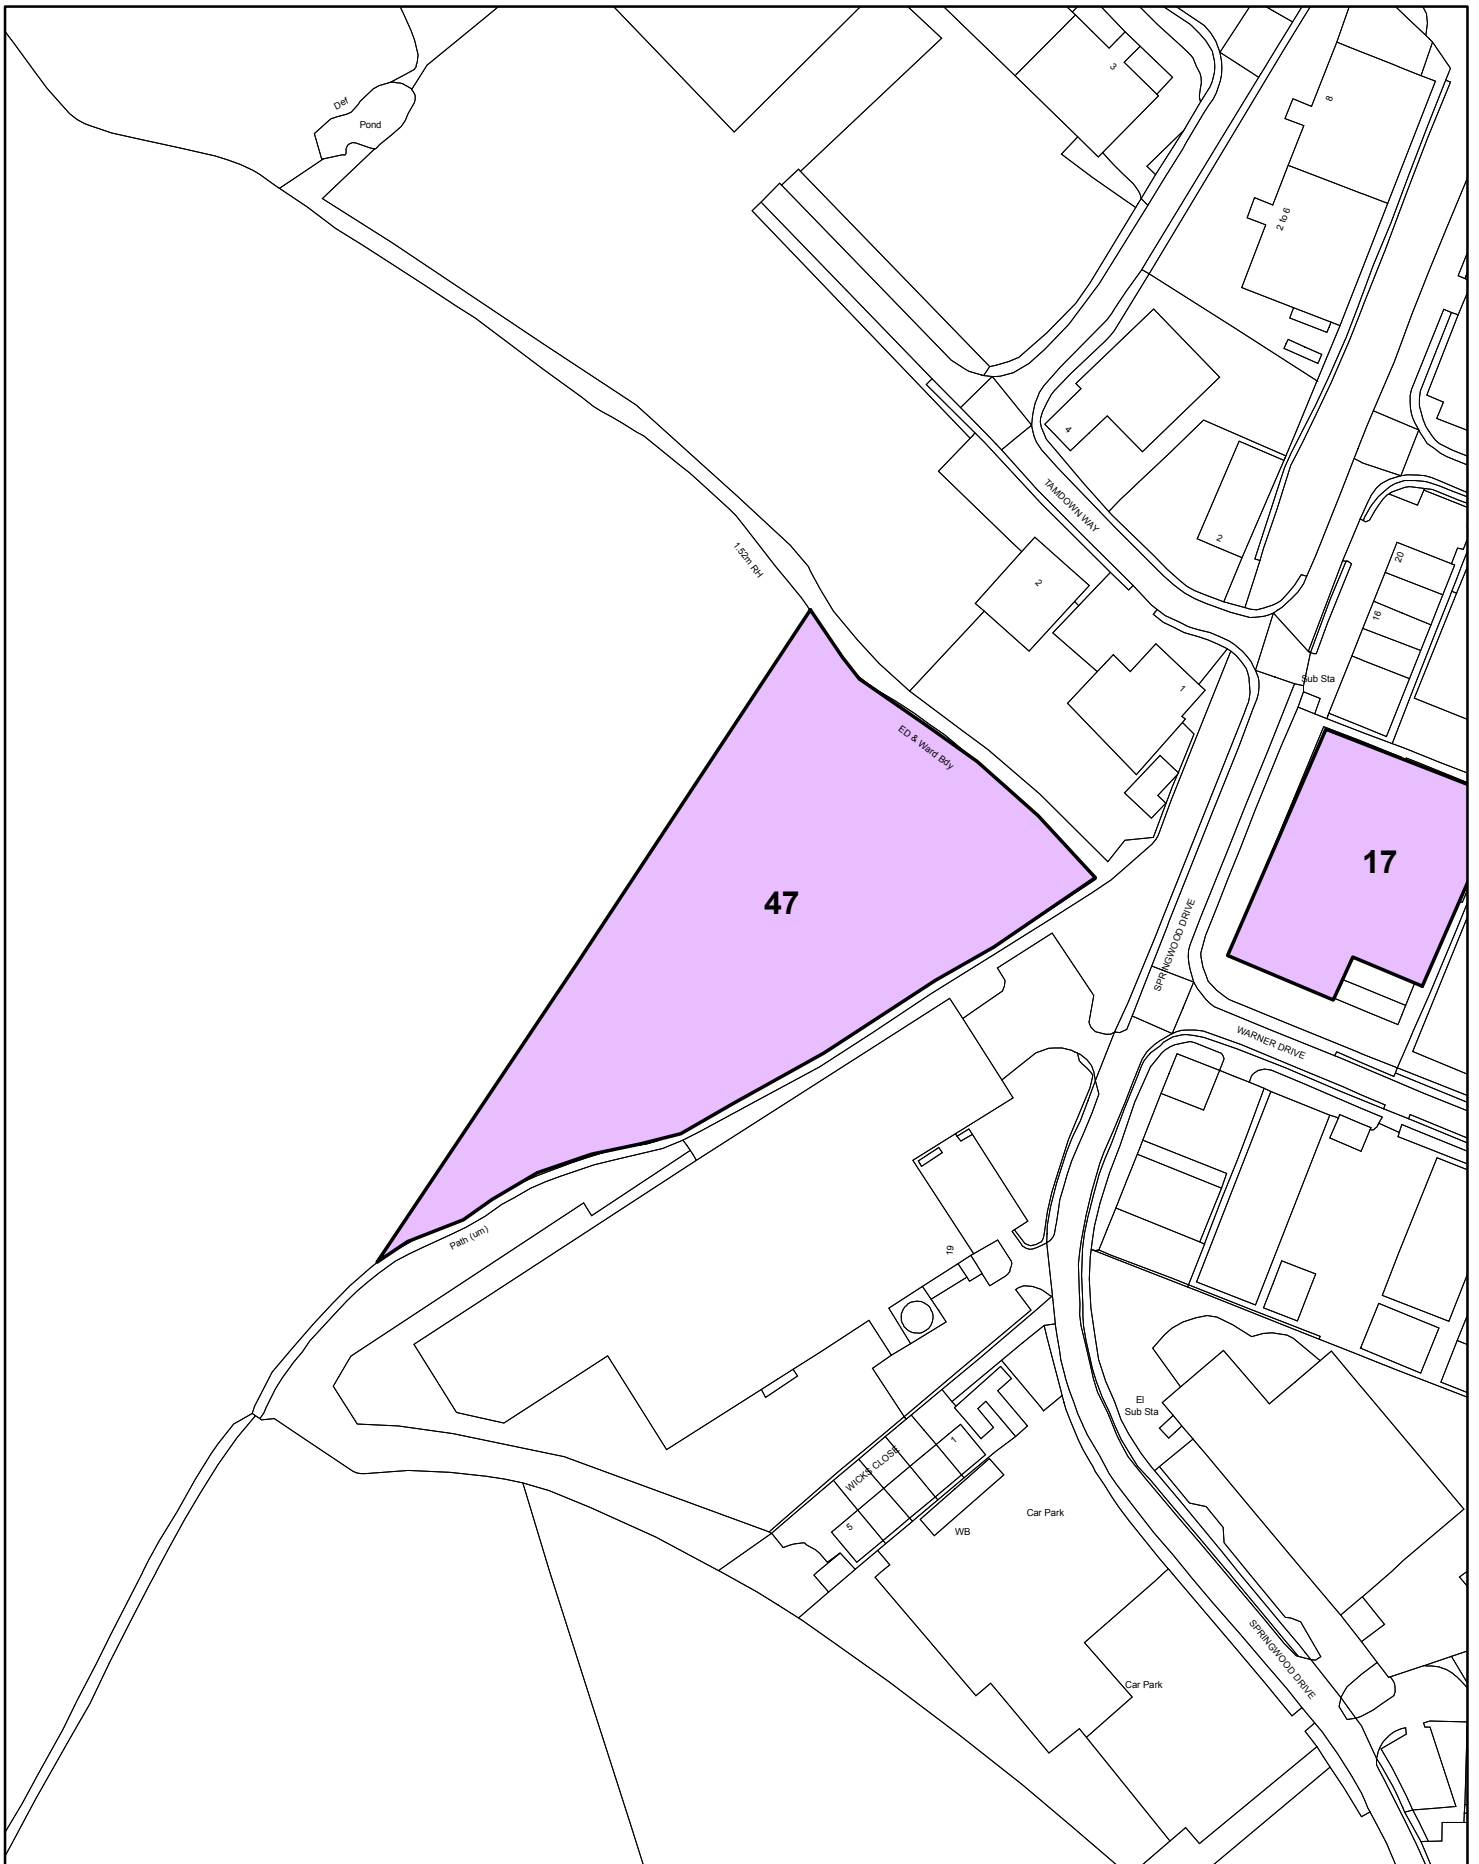 3
8
Def
Pond
2 to 6
4
TAMDOWN WAY
2
1.52m RH
20
2
16
Sub Sta
1
ED & Ward Bdy
17
47
SPRINGWOOD DRIVE
WARNER DRIVE
Path (um)
19
El
Sub Sta
1
WICKS CLOSE
5
Car Park
WB
SPRINGWOOD DRIVE
Car Park